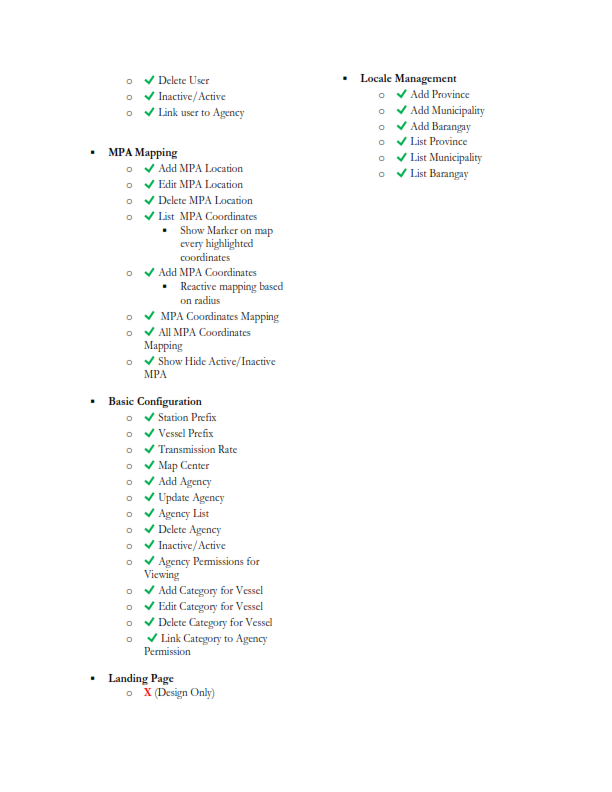 o ✔ Delete User
o ✔ Inactive/Active
o ✔ Link user to Agency
▪ MPA Mapping
o ✔ Add MPA Location
o ✔ Edit MPA Location
o ✔ Delete MPA Location
o ✔ List MPA Coordinates
▪ Show Marker on map
every highlighted
coordinates
o ✔ Add MPA Coordinates
▪ Reactive mapping based
on radius
o ✔ MPA Coordinates Mapping
o ✔ All MPA Coordinates
Mapping
o ✔ Show Hide Active/Inactive
MPA
▪ Basic Configuration
o ✔ Station Prefix
o ✔ Vessel Prefix
o ✔ Transmission Rate
o ✔ Map Center
o ✔ Add Agency
o ✔ Update Agency
o ✔ Agency List
o ✔ Delete Agency
o ✔ Inactive/Active
o ✔ Agency Permissions for
Viewing
o ✔ Add Category for Vessel
o ✔ Edit Category for Vessel
o ✔ Delete Category for Vessel
o ✔ Link Category to Agency
Permission
▪ Landing Page
o X (Design Only)
▪ Locale Management
o ✔ Add Province
o ✔ Add Municipality
o ✔ Add Barangay
o ✔ List Province
o ✔ List Municipality
o ✔ List Barangay